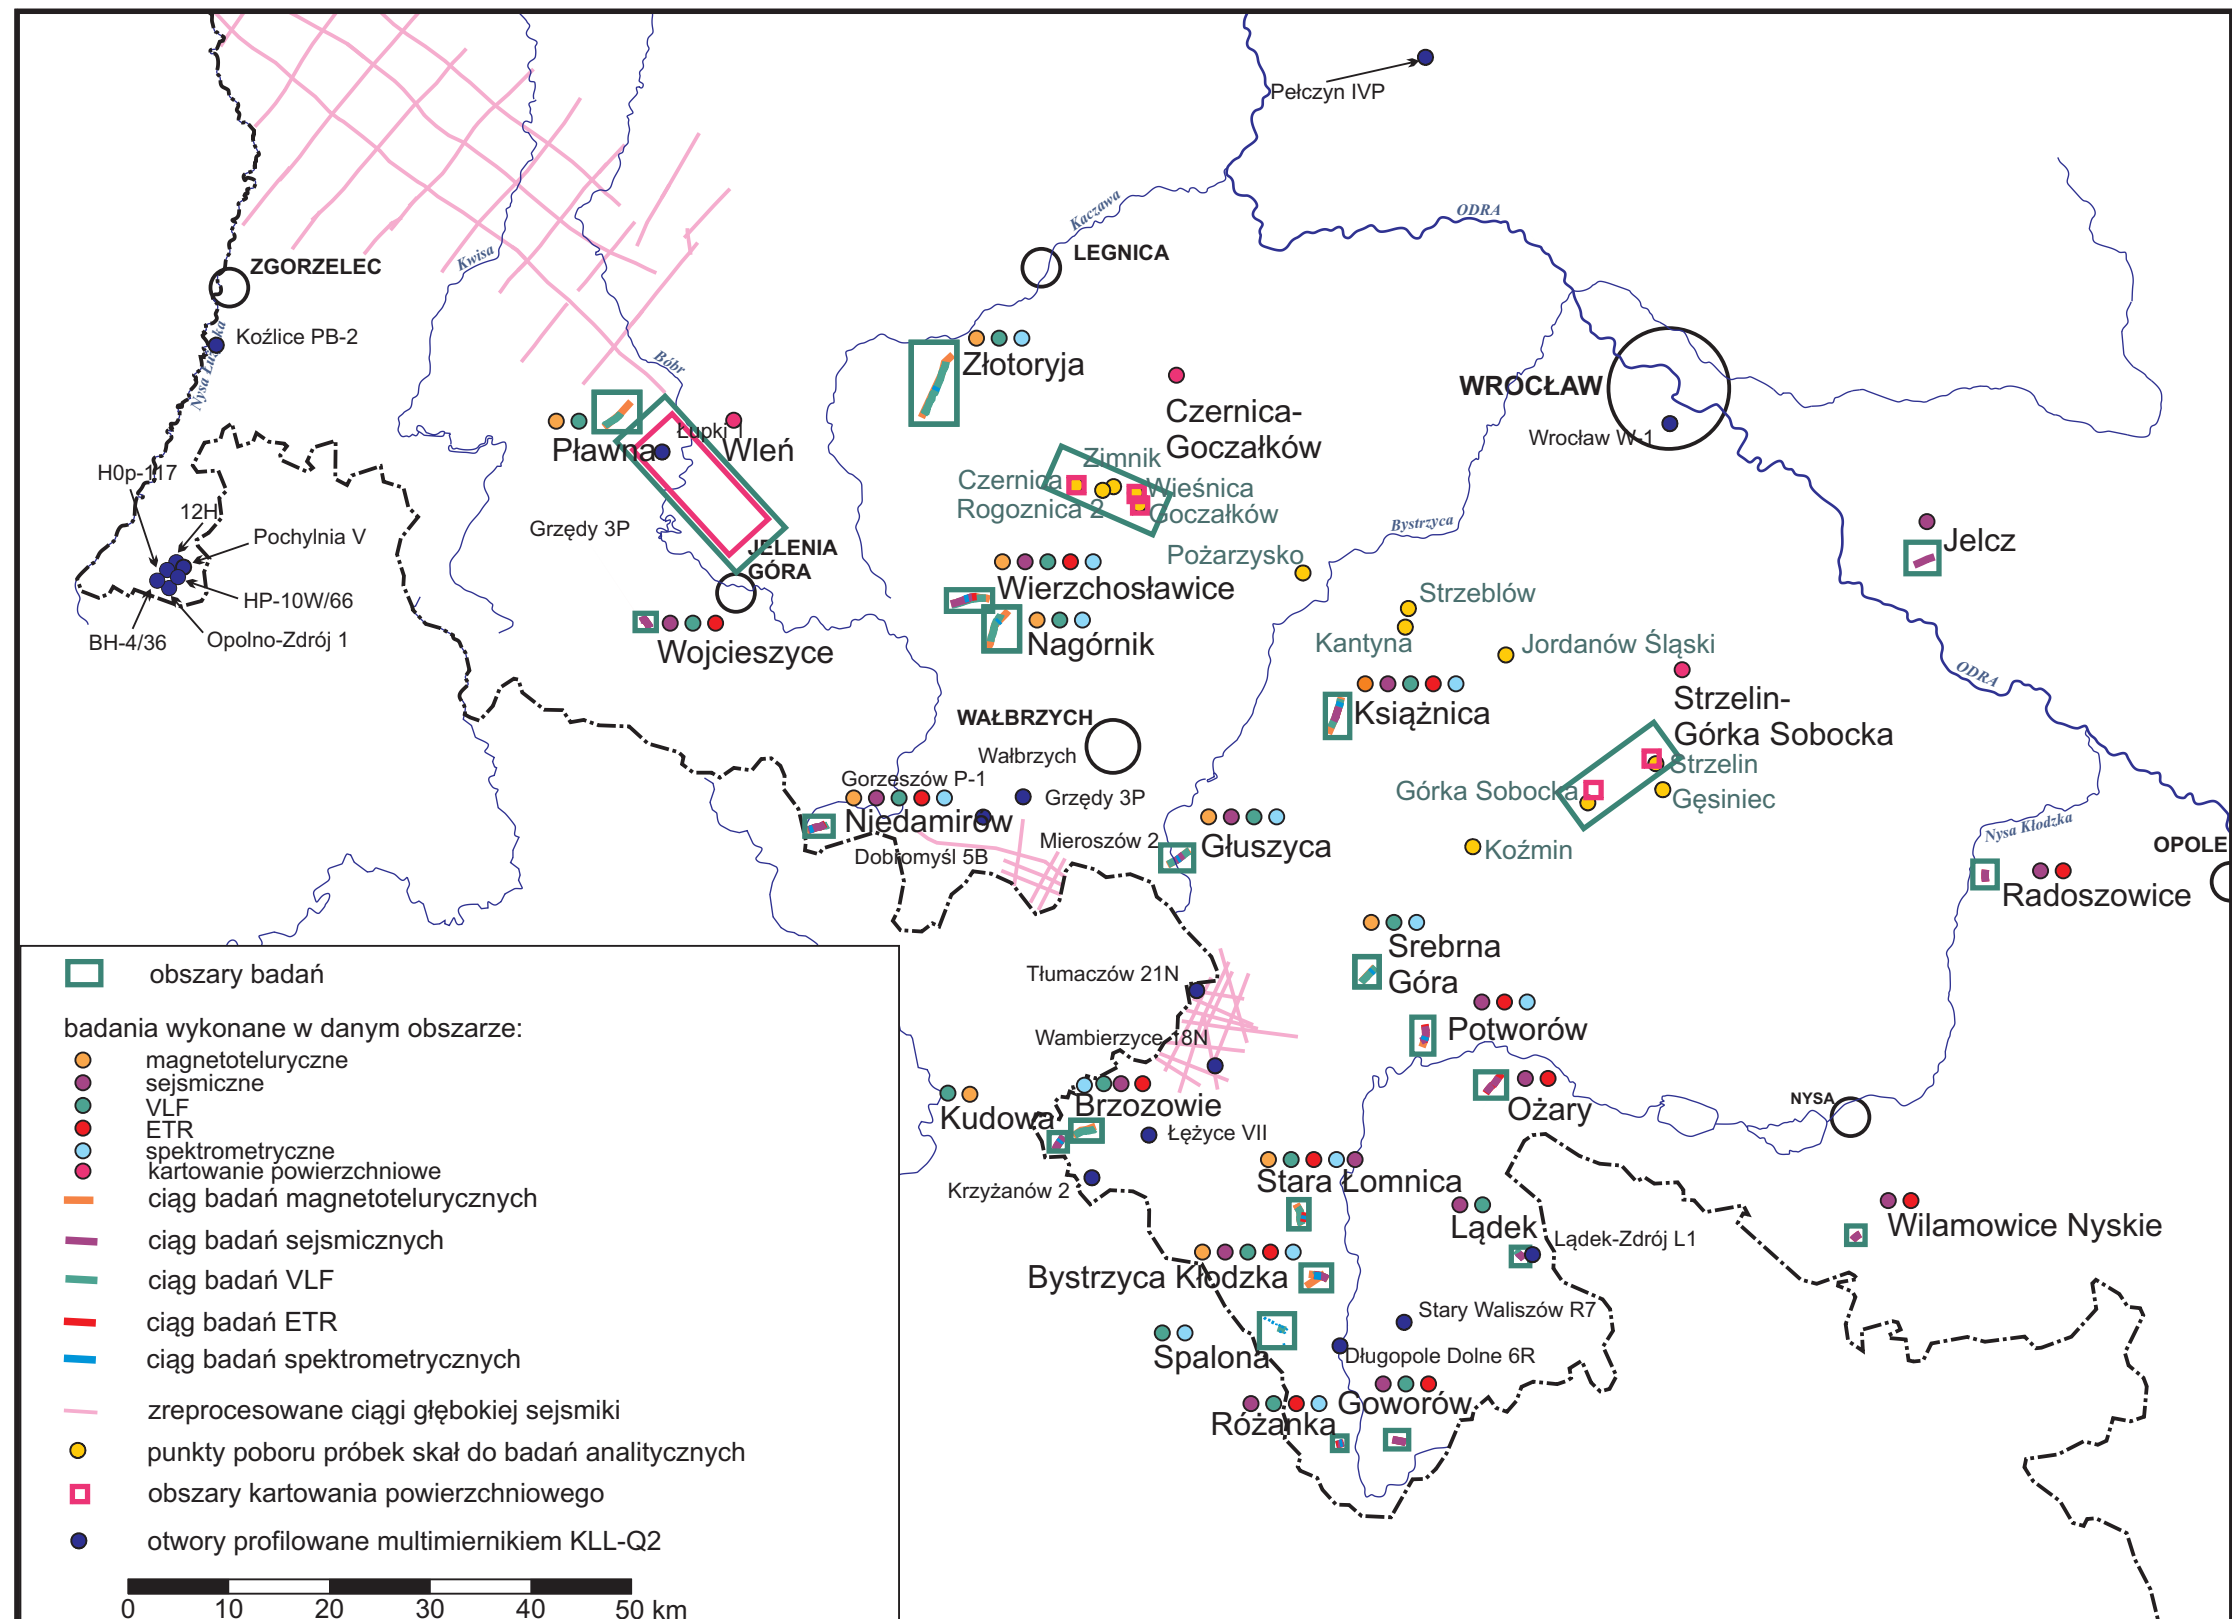 Pełczyn IVP
Kaczawa
ODRA
Kwisa
LEGNICA
ZGORZELEC
Koźlice PB-2
Nysa Łużycka
Bóbr
Złotoryja
WROCŁAW
Wrocław W-1
Czernica-
Goczałków
Łupki 1
Pławna
Wleń
Zimnik
Czernica
Wieśnica
Rogoznica 2
Goczałków
H0p-117
12H
Pochylnia V
Grzędy 3P
Bystrzyca
Jelcz
JELENIA
GÓRA
Pożarzysko
Wierzchosławice
HP-10W/66
Strzeblów
BH-4/36
Opolno-Zdrój 1
Wojcieszyce
Nagórnik
Kantyna
Jordanów Śląski
ODRA
Strzelin-
Górka Sobocka
Książnica
WAŁBRZYCH
Wałbrzych
Strzelin
Gorzeszów P-1
Górka Sobocka
Gęsiniec
Grzędy 3P
Niedamirów
Nysa Kłodzka
Mieroszów 2
Głuszyca
Koźmin
OPOLE
Dobromyśl 5B
Radoszowice
Srebrna
Góra
Tłumaczów 21N
Potworów
Wambierzyce 18N
NYSA
Kudowa
Brzozowie
Ożary
Łężyce VII
Krzyżanów 2
Stara Łomnica
Lądek
Lądek-Zdrój L1
Wilamowice Nyskie
Bystrzyca Kłodzka
Stary Waliszów R7
Spalona
Długopole Dolne 6R
Goworów
Różanka
obszary badań
badania wykonane w danym obszarze:
magnetoteluryczne
sejsmiczne
VLF
ETR
spektrometryczne
kartowanie powierzchniowe
ciąg badań magnetotelurycznych
ciąg badań sejsmicznych
ciąg badań VLF
ciąg badań ETR
ciąg badań spektrometrycznych
zreprocesowane ciągi głębokiej sejsmiki
punkty poboru próbek skał do badań analitycznych
obszary kartowania powierzchniowego
otwory profilowane multimiernikiem KLL-Q2
0 10 20 30 40 50 km